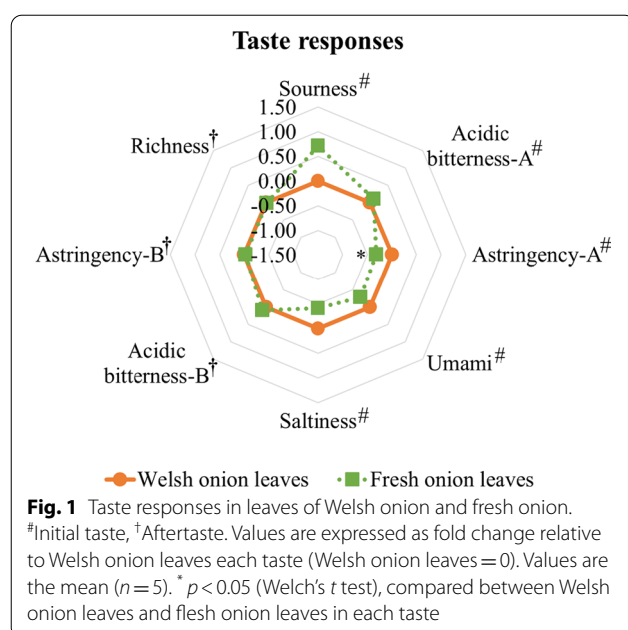 Taste responses
Sourness#
1.50
1.00
0.50
0.00
-0.50
-1.00
-1.50
Acidic
bitterness-A#
Richness†
Astringency-B†
*
Astringency-A#
Acidic
bitterness-B†
Umami#
Saltiness#
Welsh onion leaves
Fresh onion leaves
Fig. 1 Taste responses in leaves of Welsh onion and fresh onion.
#Initial taste, †Aftertaste. Values are expressed as fold change relative
to Welsh onion leaves each taste (Welsh onion leaves = 0). Values are
the mean (n = 5). * p < 0.05 (Welch's t test), compared between Welsh
onion leaves and flesh onion leaves in each taste